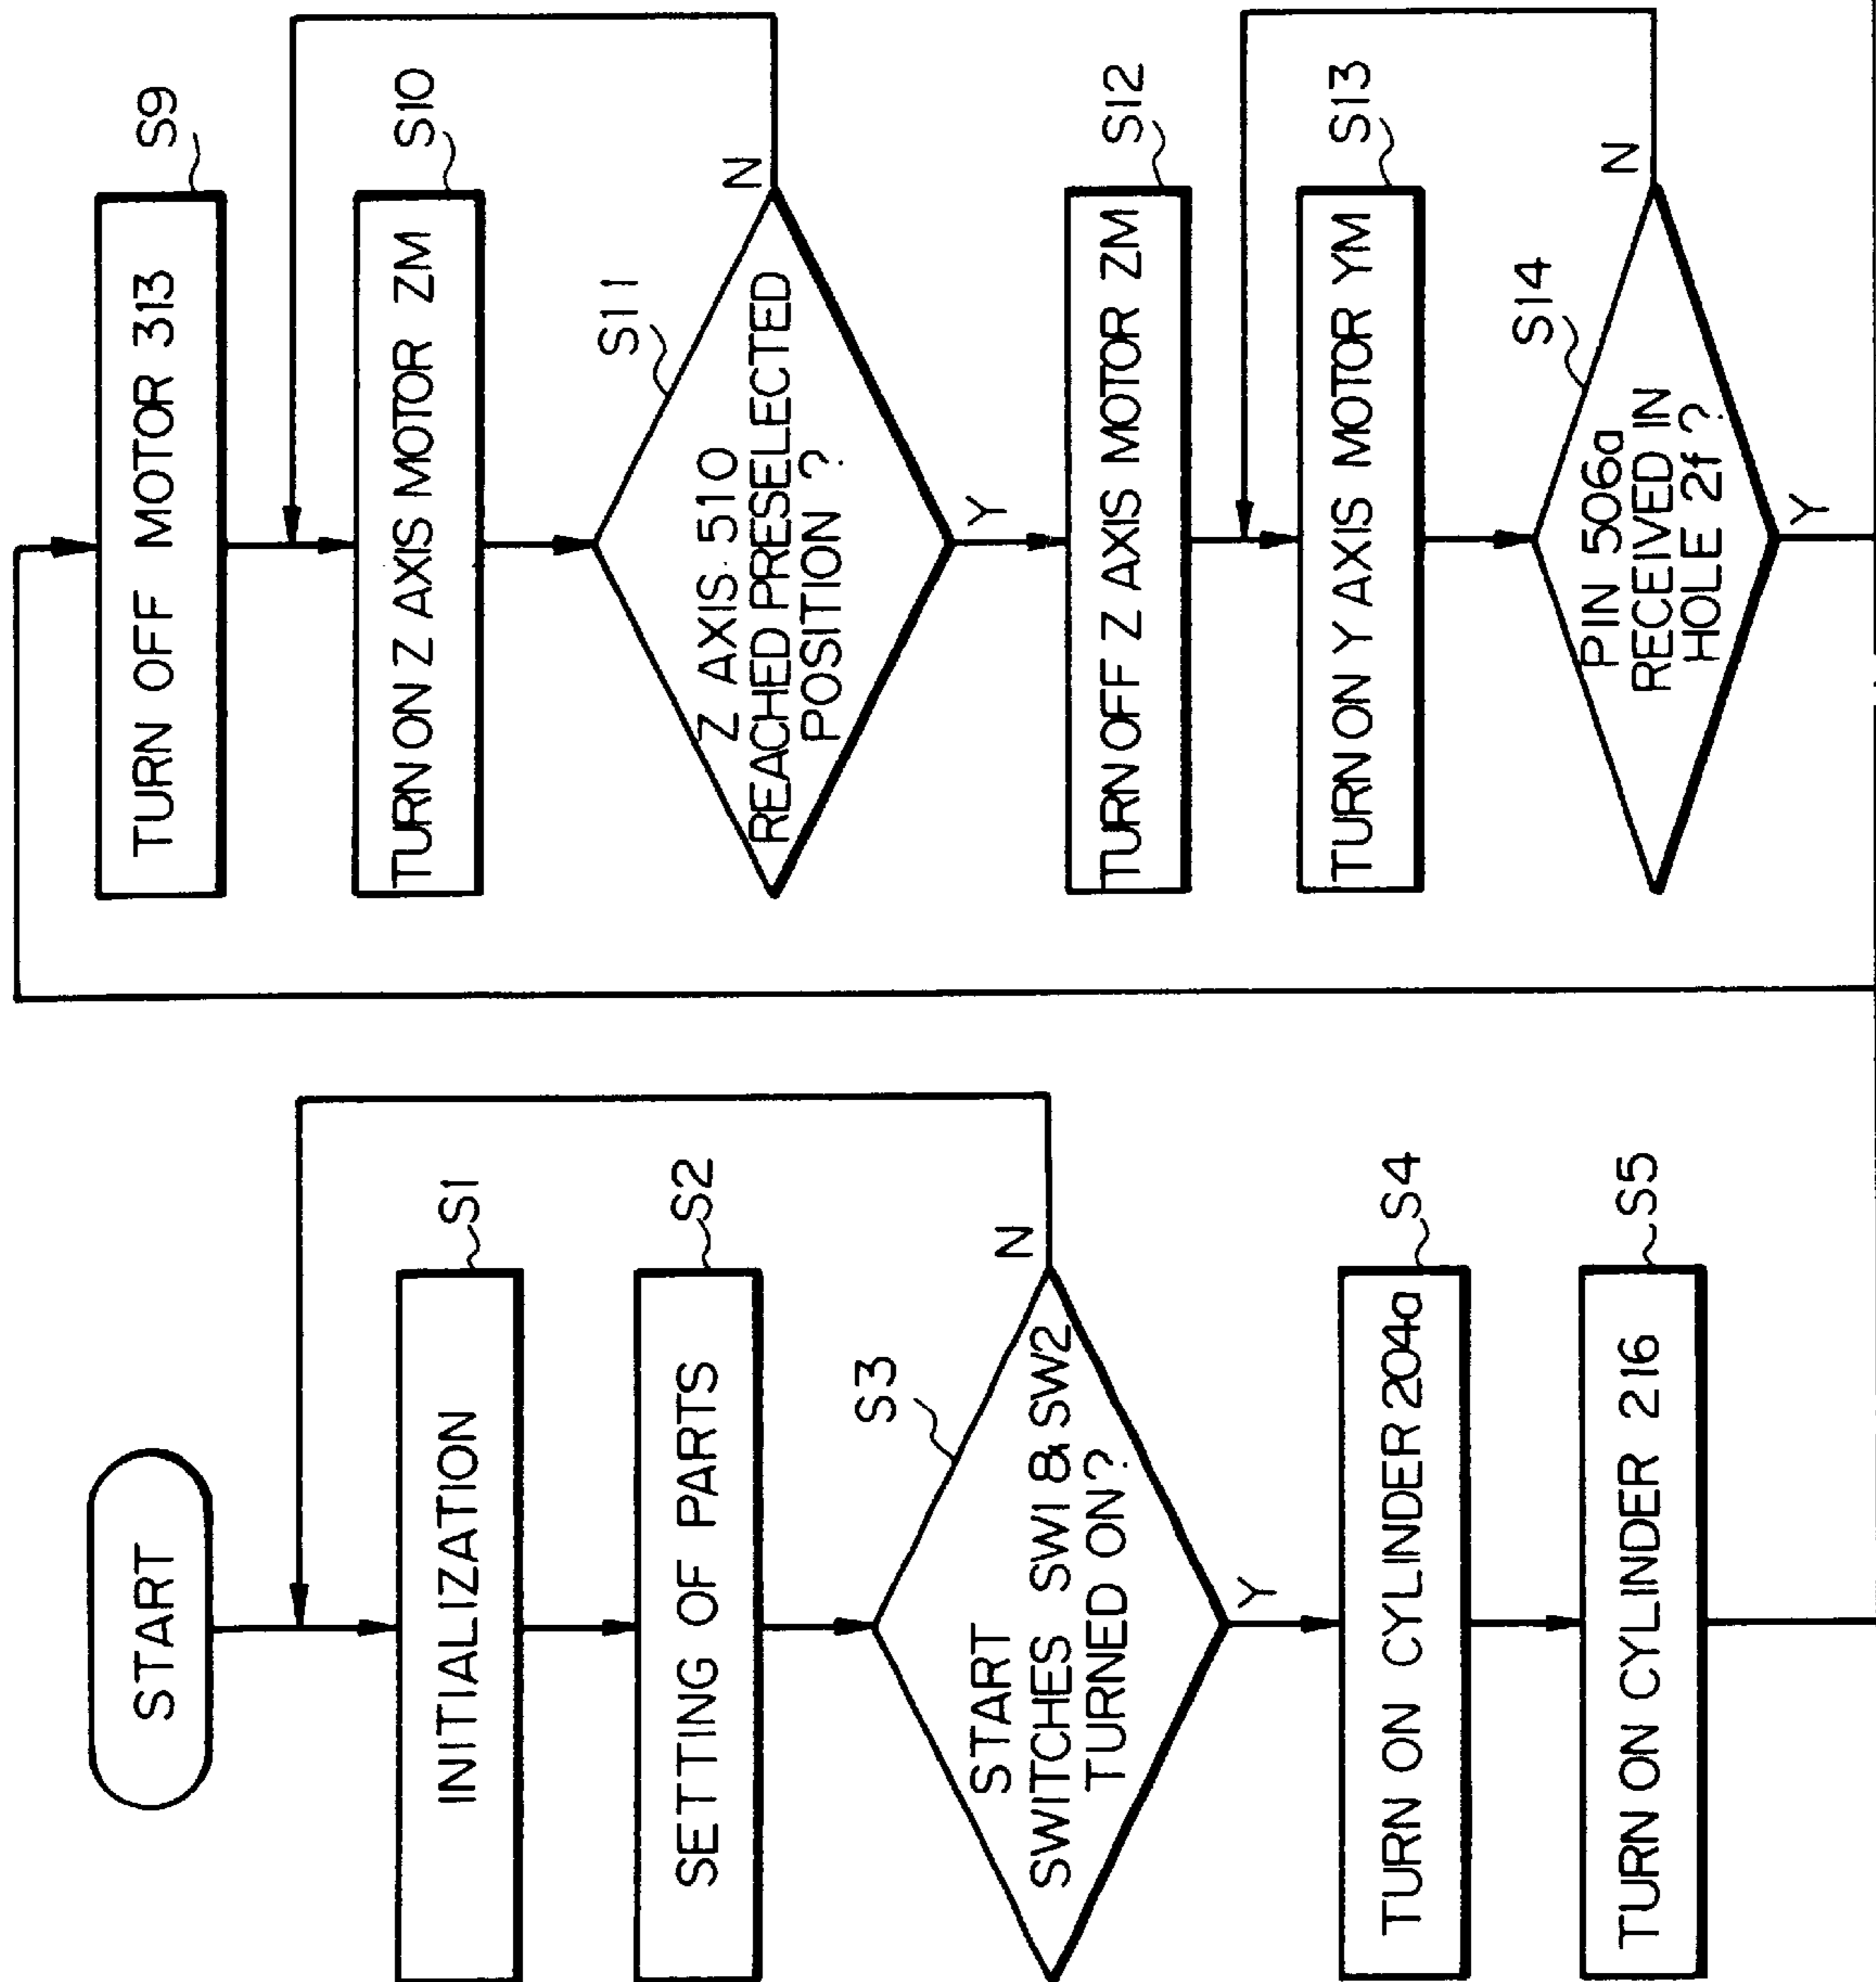 START
INITIALIZATION
S1
SETTING OF PARTS
S2
S3
START
SWITCHES SW1 & SW2
TURNED ON?
N
Y
TURN ON CYLINDER 204a
S4
TURN ON CYLINDER 216
S5
TURN OFF MOTOR 313
S9
TURN ON Z AXIS MOTOR ZM
S10
S11
Z AXIS 510
REACHED PRESELECTED
POSITION ?
N
Y
TURN OFF Z AXIS MOTOR ZM
S12
TURN ON Y AXIS MOTOR YM
S13
S14
PIN 506a
RECEIVED IN
HOLE 2f ?
N
Y